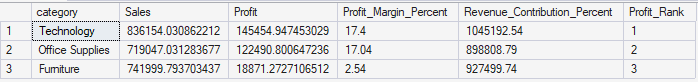 category Sales Profit Profit_Margin_Percent Revenue_Contribution_Percent Profit_Rank
1 Technology 836154.030862212 145454.947453029 17.4 1045192.54 1
2 Office Supplies 719047.031283677 122490.800647236 17.04 898808.79 2
3 Furniture 741999.793703437 18871.2727106512 2.54 927499.74 3